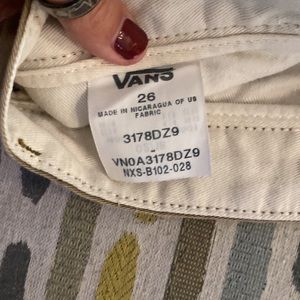 VANS
26
MADE IN NICARAGUA OF US
FABRIC
3178DZ9
-
VN0A3178DZ9
NXS-B102-028